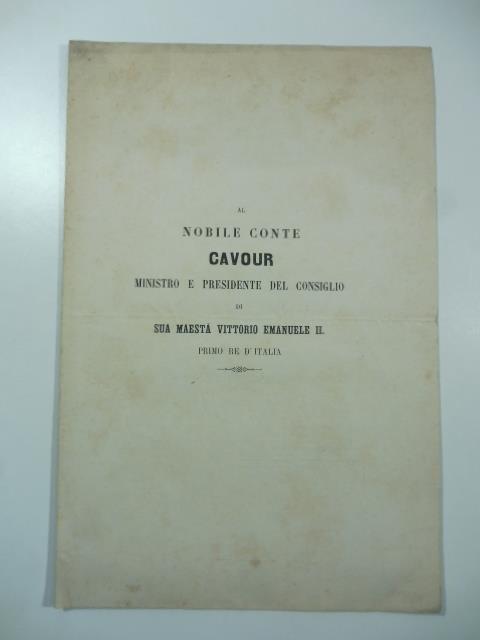 AL
NOBILE CONTE
CAVOUR
MINISTRO E PRESIDENTE DEL CONSIGLIO
DI
SUA MAESTÀ VITTORIO EMANUELE II.
PRIMO RE D'ITALIA